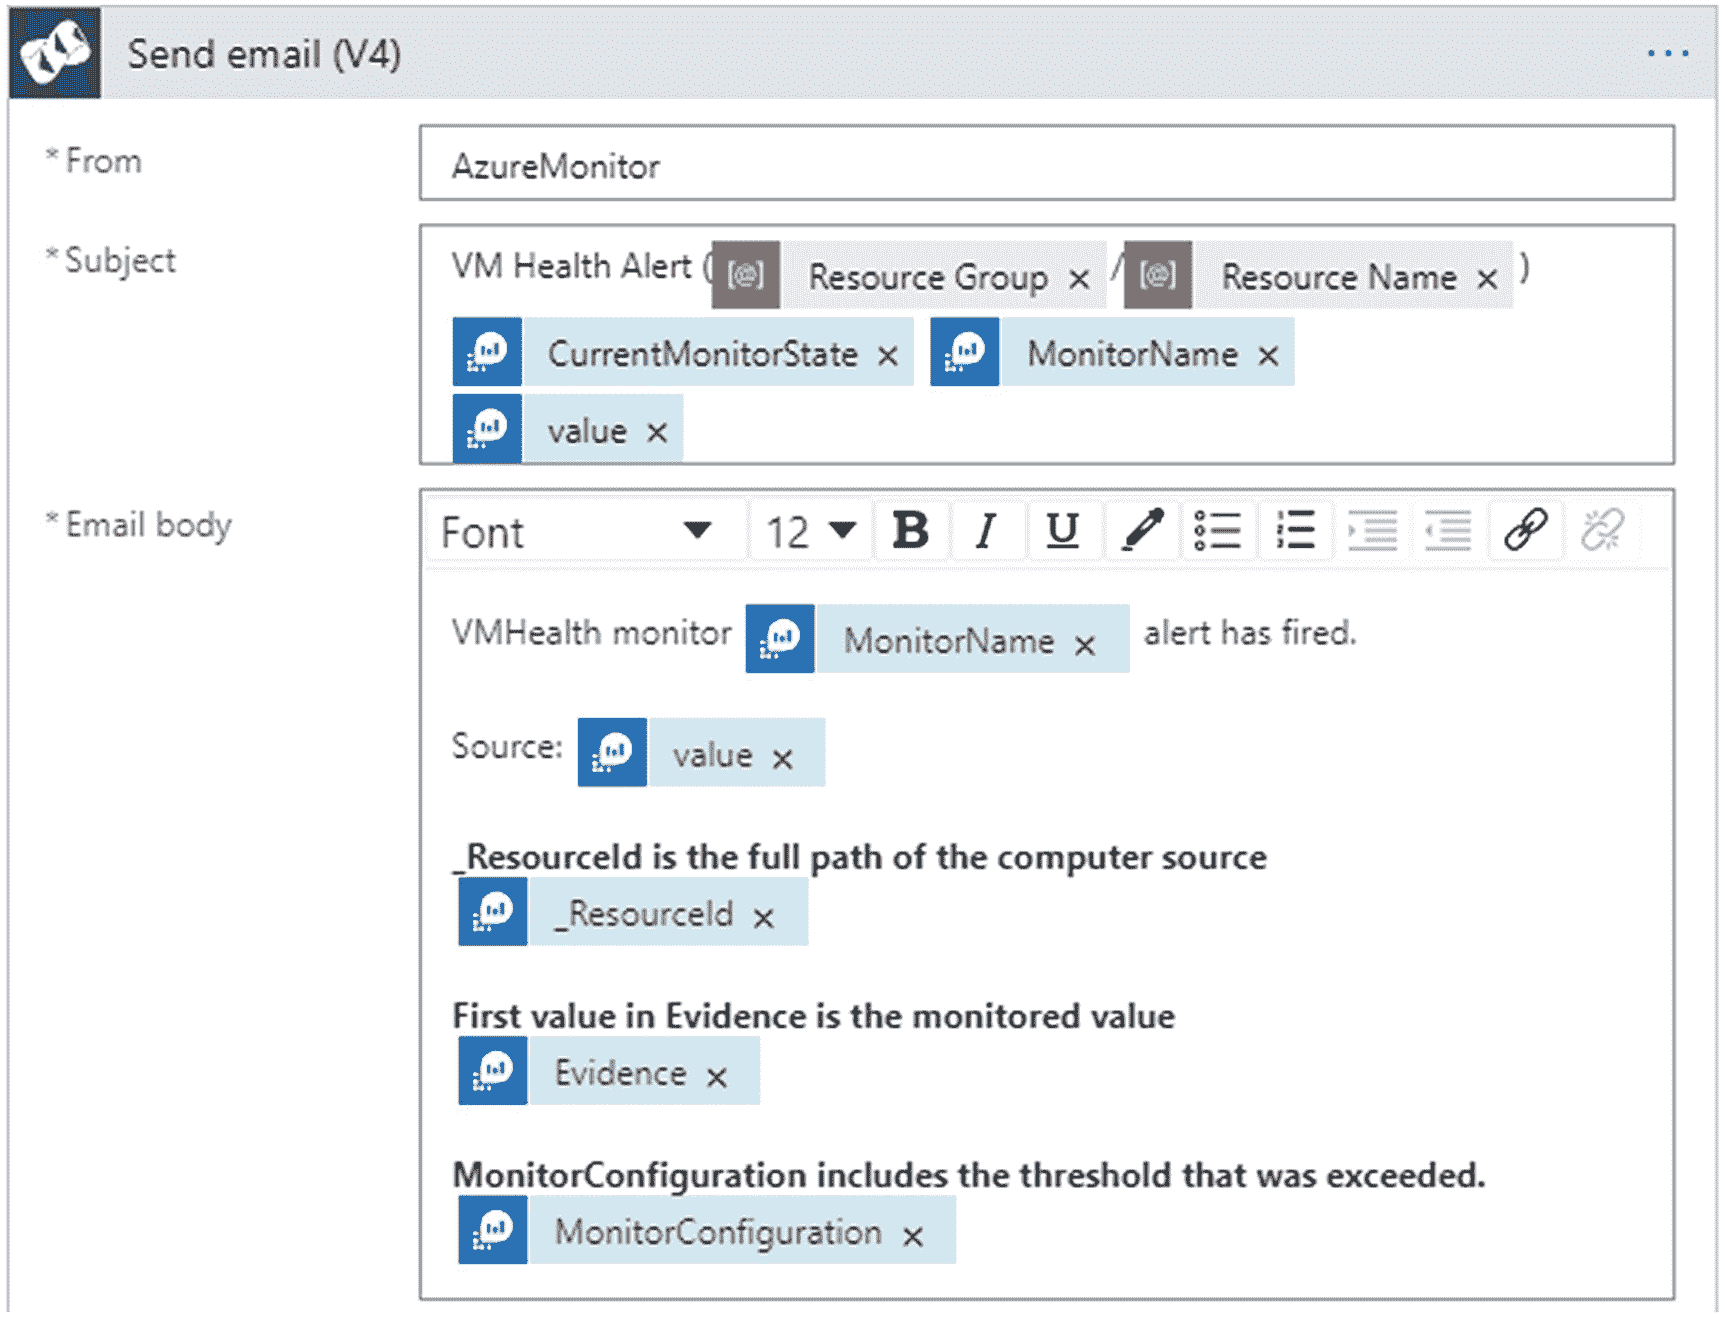 Send email (V4)
* From
AzureMonitor
* Subject
VM Health Alert ( [@] Resource Group × / [@] Resource Name × )
CurrentMonitorState × MonitorName ×
value ×
* Email body
Font 12 B I U
VMHealth monitor MonitorName × alert has fired.
Source: value ×
_ResourceId is the full path of the computer source
_ResourceId ×
First value in Evidence is the monitored value
Evidence ×
MonitorConfiguration includes the threshold that was exceeded.
MonitorConfiguration ×